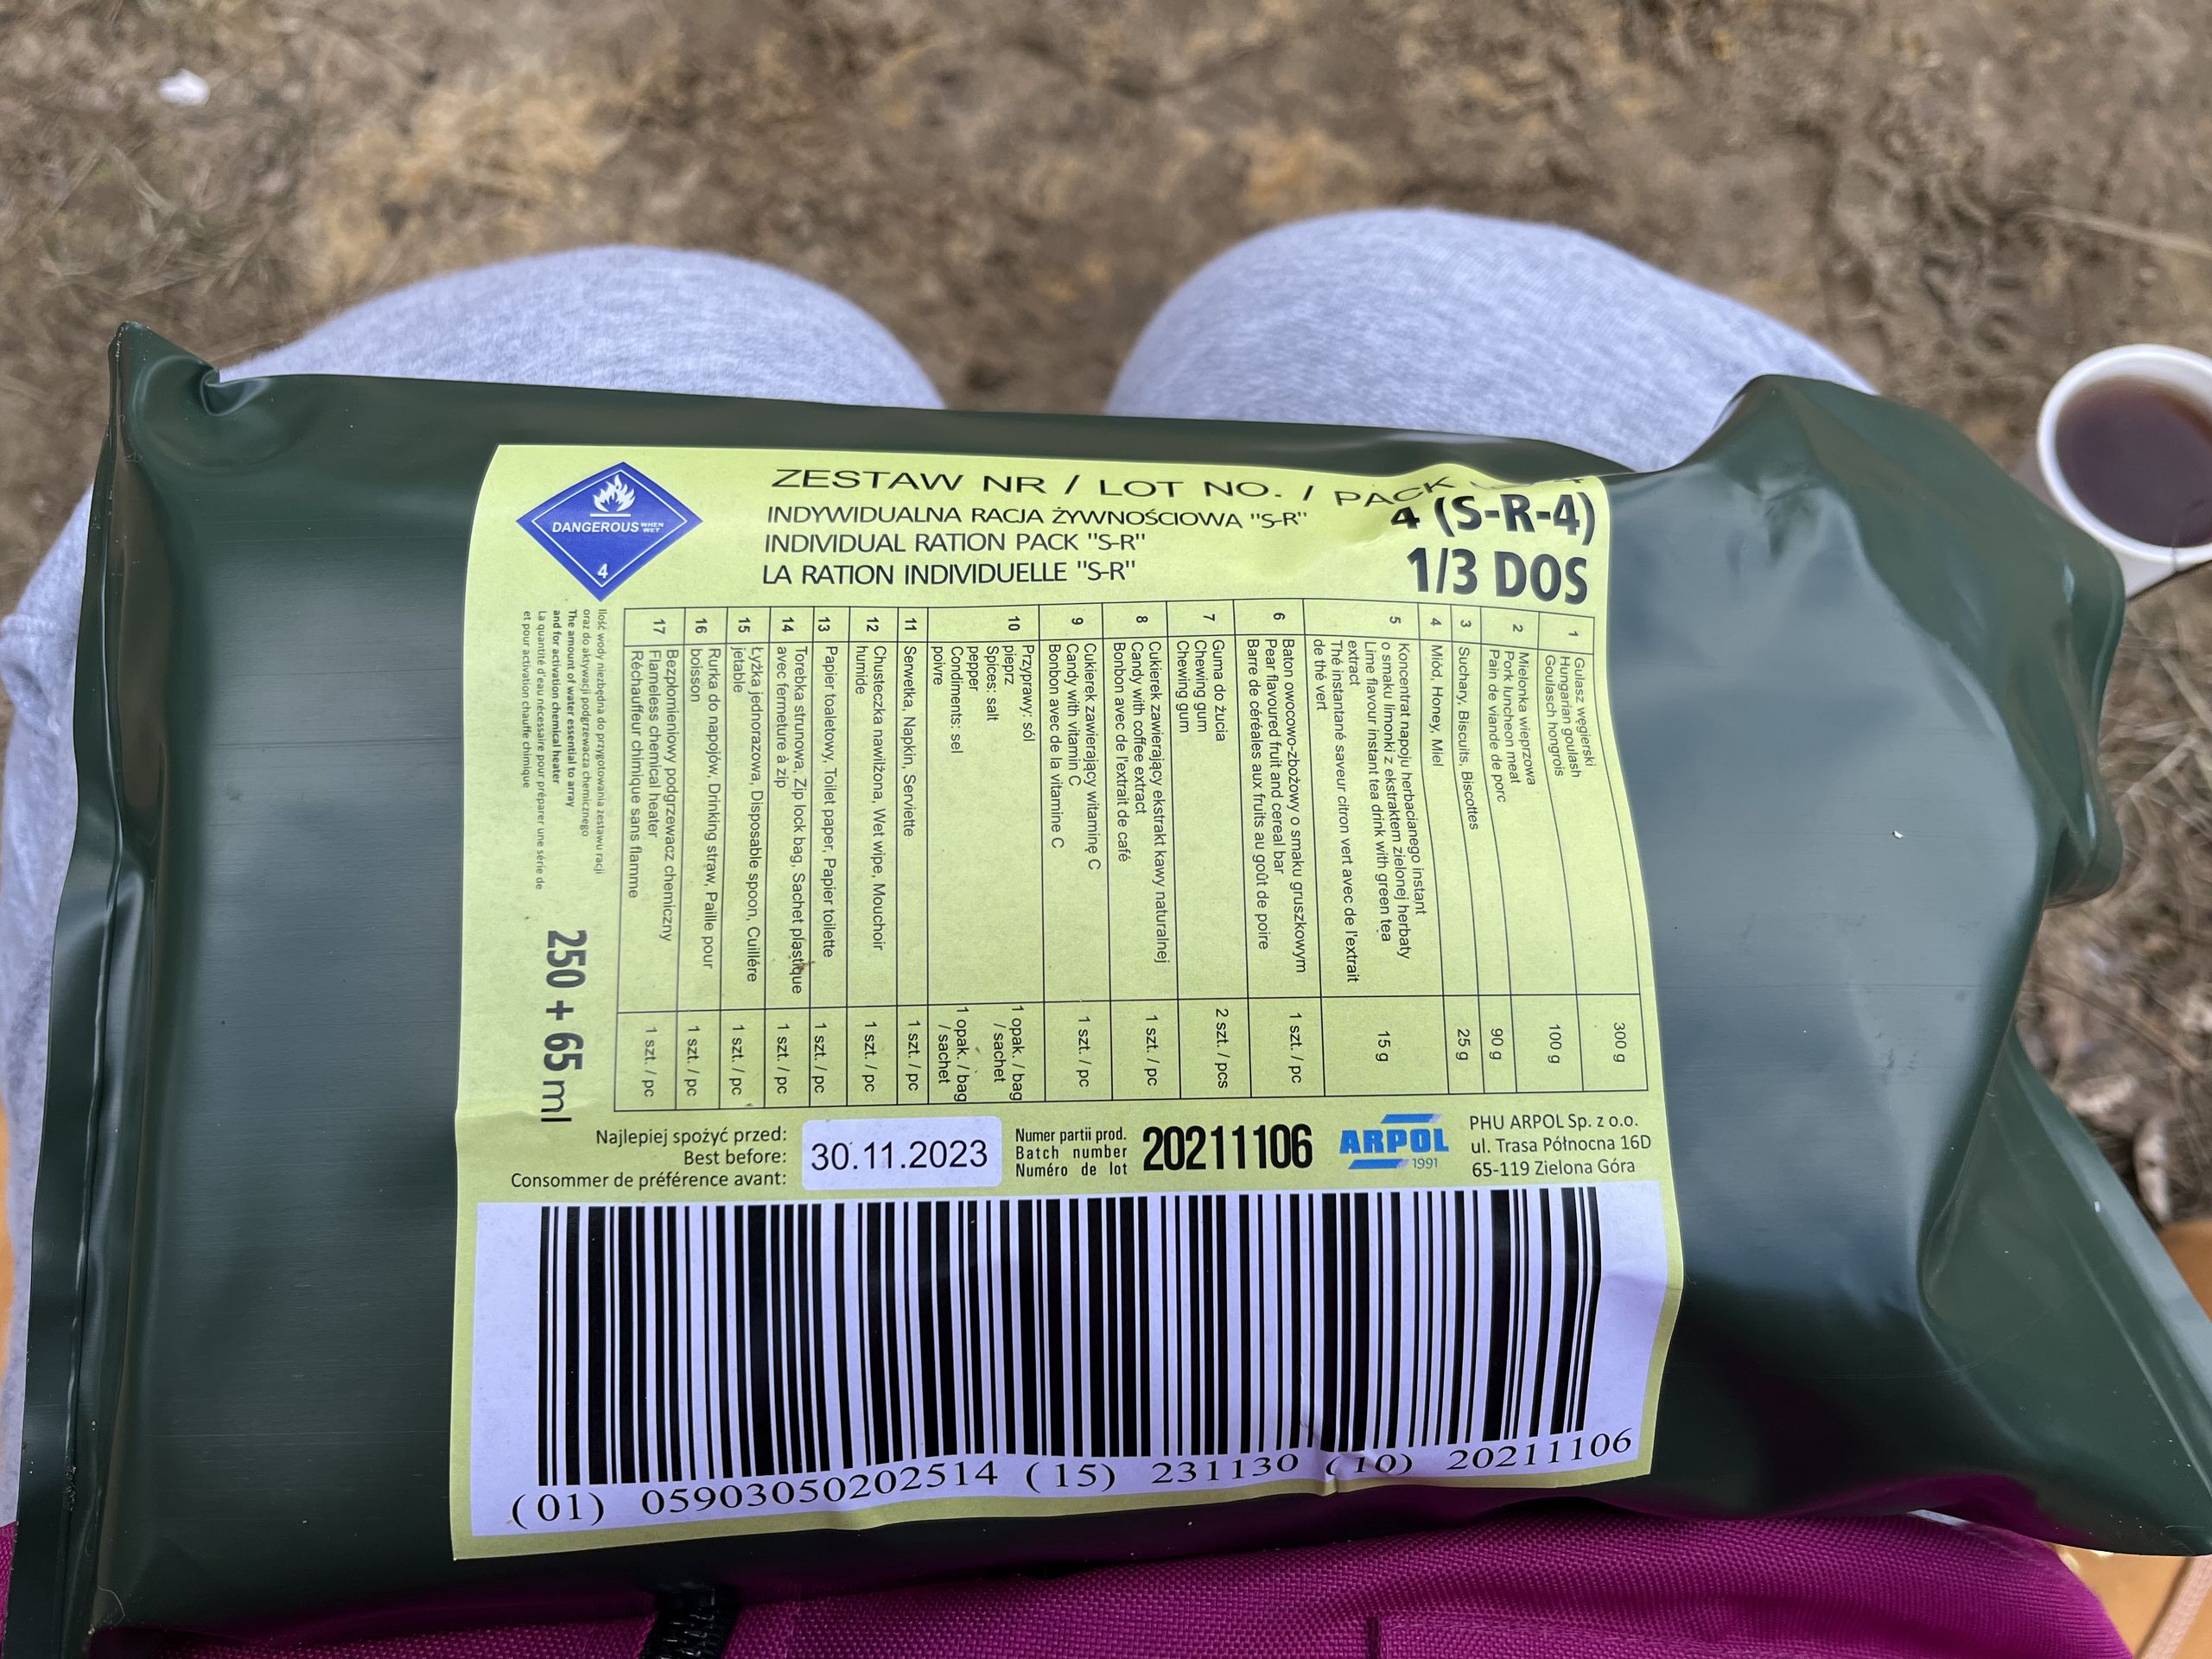 DANGEROUS WHEN
WET
4
ZESTAW NR / LOT NO. / PACK
INDYWIDUALNA RACJA ŻYWNOŚCIOWA "S-R"
INDIVIDUAL RATION PACK "S-R"
LA RATION INDIVIDUELLE "S-R"
4 (S-R-4)
1/3 DOS
1
Gulasz węgierski
Hungarian goulash
Goulasch hongrois
300 g
2
Mielonka wieprzowa
Pork luncheon meat
Pain de viande de porc
100 g
3
Suchary, Biscuits, Biscottes
90 g
4
Miód, Honey, Miel
25 g
5
Koncentrat napoju herbacianego instant
o smaku limonki z ekstraktem zielonej herbaty
Lime flavour instant tea drink with green tea
extract
Thé instantané saveur citron vert avec de l'extrait
de thé vert
15 g
6
Baton owocowo-zbożowy o smaku gruszkowym
Pear flavoured fruit and cereal bar
Barre de céréales aux fruits au goût de poire
1 szt. / pc
7
Guma do żucia
Chewing gum
Chewing gum
2 szt. / pcs
8
Cukierek zawierający ekstrakt kawy naturalnej
Candy with coffee extract
Bonbon avec de l'extrait de café
1 szt. / pc
9
Cukierek zawierający witaminę C
Candy with vitamin C
Bonbon avec de la vitamine C
1 szt. / pc
10
Przyprawy: sól
pieprz
Spices: salt
pepper
Condiments: sel
poivre
1 opak. / bag
/ sachet
1 opak. / bag
/ sachet
11
Serwetka, Napkin, Serviette
1 szt. / pc
12
Chusteczka nawilżona, Wet wipe, Mouchoir
humide
1 szt. / pc
13
Papier toaletowy, Toilet paper, Papier toilette
1 szt. / pc
14
Torebka strunowa, Zip lock bag, Sachet plastique
avec fermeture à zip
1 szt. / pc
15
Łyżka jednorazowa, Disposable spoon, Cuillére
jetable
1 szt. / pc
16
Rurka do napojów, Drinking straw, Paille pour
boisson
1 szt. / pc
17
Bezpłomieniowy podgrzewacz chemiczny
Flameless chemical heater
Réchauffeur chimique sans flamme
1 szt. / pc
Ilość wody niezbędna do przygotowania zestawu racji
oraz do aktywacji podgrzewacza chemicznego
The amount of water essential to array
and for activation chemical heater
La quantité d'eau nécessaire pour préparer une série de
et pour activation chauffe chimique
250 + 65 ml
Najlepiej spożyć przed:
Best before:
Consommer de préférence avant:
30.11.2023
Numer partii prod.
Batch number
Numéro de lot
20211106
ARPOL
1991
PHU ARPOL Sp. z o.o.
ul. Trasa Północna 16D
65-119 Zielona Góra
(01) 05903050202514 (15) 231130 (10) 20211106